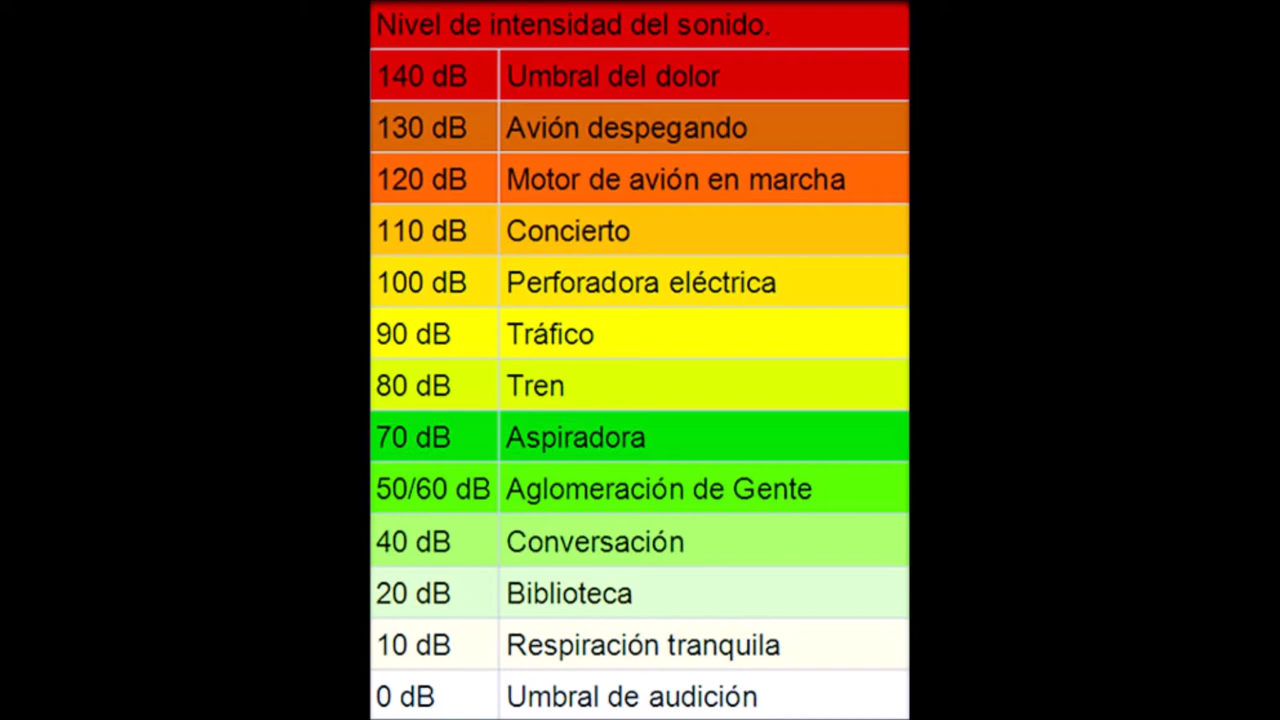 Nivel de intensidad del sonido.
140 dB Umbral del dolor
130 dB Avión despegando
120 dB Motor de avión en marcha
110 dB Concierto
100 dB Perforadora eléctrica
90 dB Tráfico
80 dB Tren
70 dB Aspiradora
50/60 dB Aglomeración de Gente
40 dB Conversación
20 dB Biblioteca
10 dB Respiración tranquila
0 dB Umbral de audición